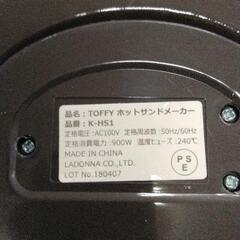 品名：TOFFY ホットサンドメーカー
品番：K-HS1
定格電圧：AC100V 定格周波数：50Hz/60Hz
定格消費電力：900W 温度ヒューズ：240℃
MADE IN CHINA
LADONNA CO.,LTD.
LOT No.180407
P S
E